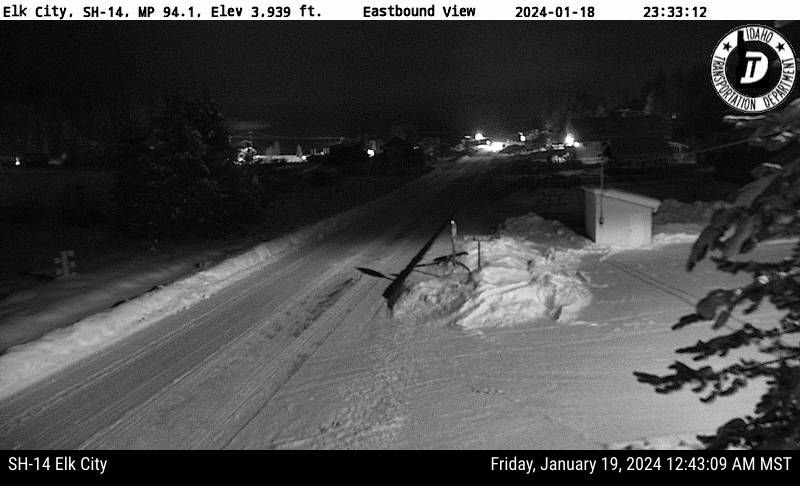 Elk City, SH-14, MP 94.1, Elev 3,939 ft. Eastbound View 2024-01-18 23:33:12
IDAHO
TRANSPORTATION DEPARTMENT
SH-14 Elk City Friday, January 19, 2024 12:43:09 AM MST